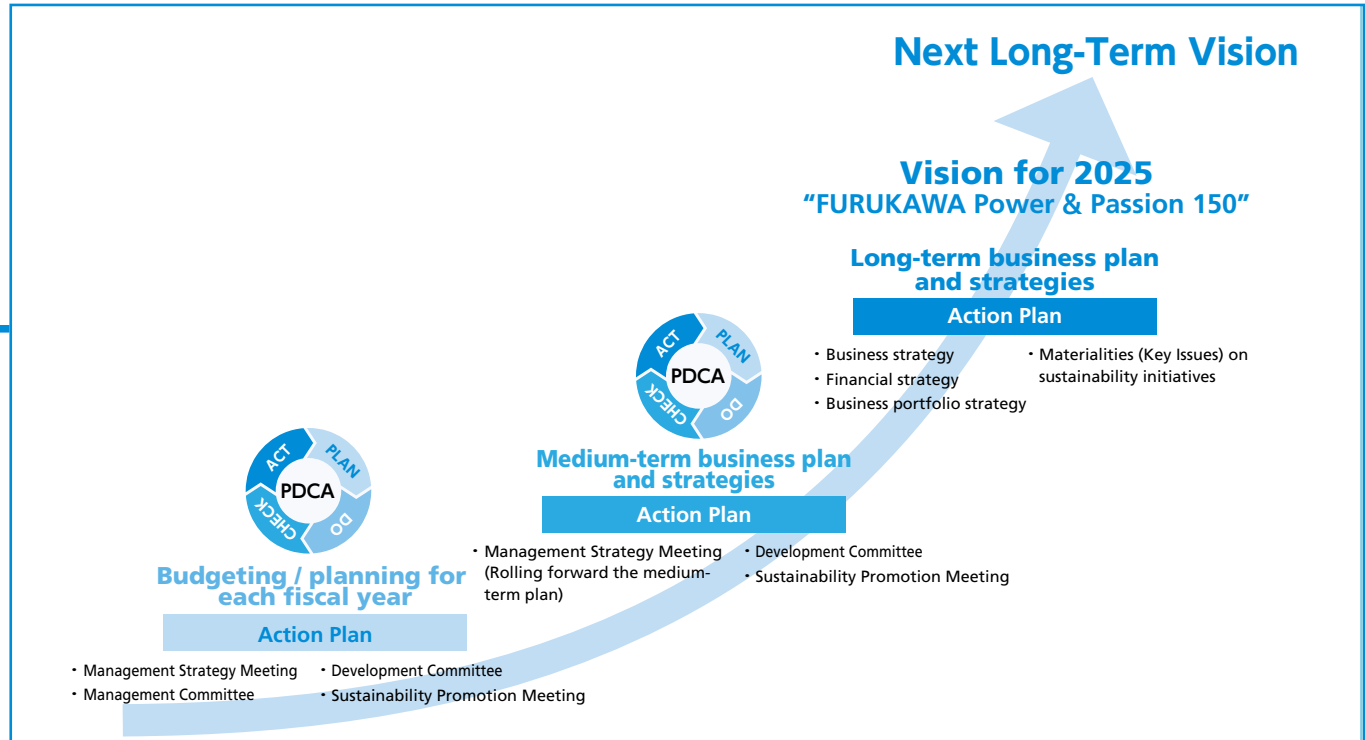 Next Long-Term Vision
Vision for 2025
“FURUKAWA Power & Passion 150”
Long-term business plan
and strategies
Action Plan
・Business strategy
・Financial strategy
・Business portfolio strategy
・Materialities (Key Issues) on
sustainability initiatives
ACT
PLAN
PDCA
CHECK
DO
Medium-term business plan
and strategies
Action Plan
・Management Strategy Meeting
(Rolling forward the medium-
term plan)
・Development Committee
・Sustainability Promotion Meeting
ACT
PLAN
PDCA
CHECK
DO
Budgeting / planning for
each fiscal year
Action Plan
・Management Strategy Meeting
・Management Committee
・Development Committee
・Sustainability Promotion Meeting